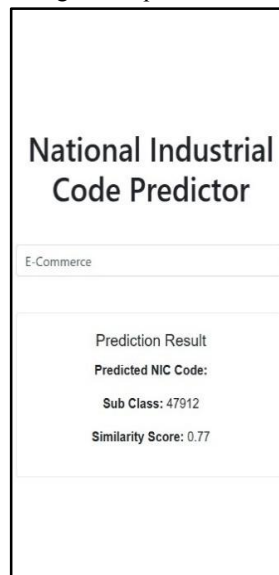 National Industrial
Code Predictor
E-Commerce
Prediction Result
Predicted NIC Code:
Sub Class: 47912
Similarity Score: 0.77